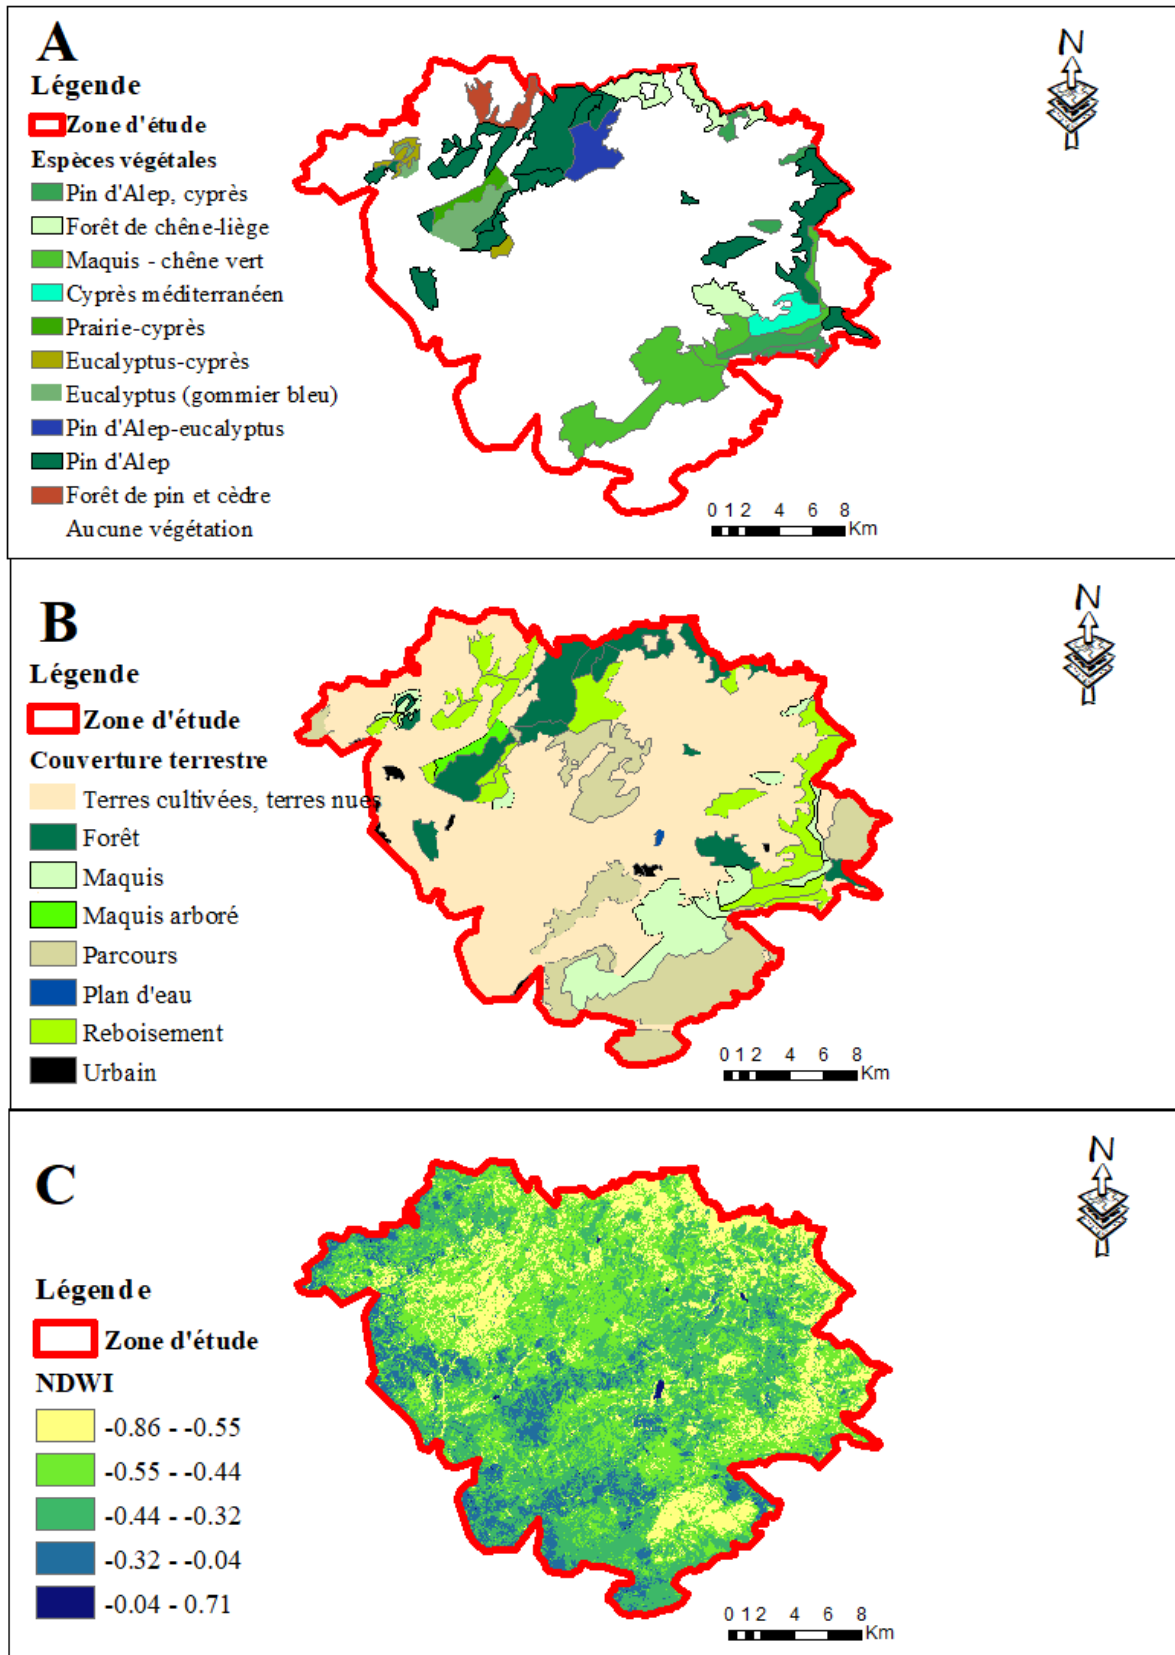 A
N
Légende
Zone d'étude
Espèces végétales
Pin d'Alep, cyprès
Forêt de chêne-liège
Maquis - chêne vert
Cyprès méditerranéen
Prairie-cyprès
Eucalyptus-cyprès
Eucalyptus (gommier bleu)
Pin d'Alep-eucalyptus
Pin d'Alep
Forêt de pin et cèdre
Aucune végétation
0 1 2 4 6 8
Km
B
N
Légende
Zone d'étude
Couverture terrestre
Terres cultivées, terres nues
Forêt
Maquis
Maquis arboré
Parcours
Plan d'eau
Reboisement
Urbain
0 1 2 4 6 8
Km
C
N
Légende
Zone d'étude
NDWI
-0.86 - -0.55
-0.55 - -0.44
-0.44 - -0.32
-0.32 - -0.04
-0.04 - 0.71
0 1 2 4 6 8
Km